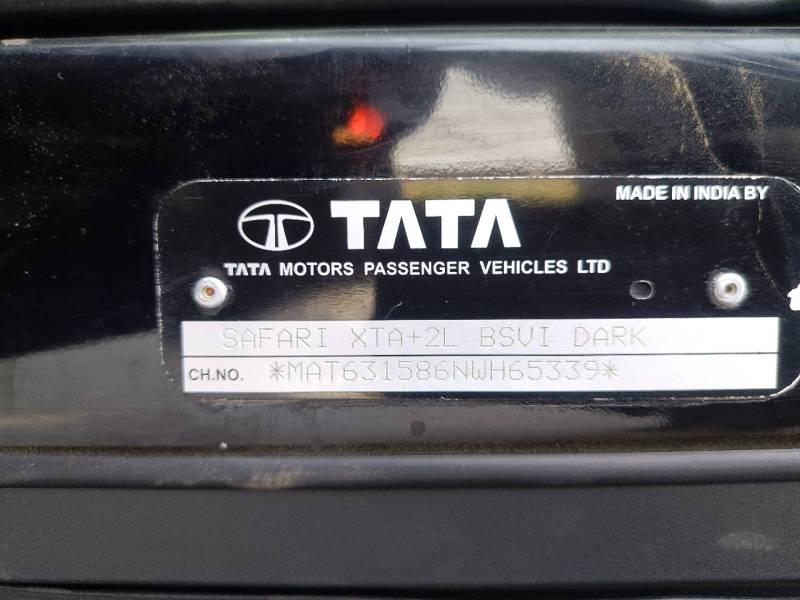 MADE IN INDIA BY
TATA
TATA MOTORS PASSENGER VEHICLES LTD
SAFARI XTA+2L BSVI DARK
CH.NO. *MAT631586NWH65339*